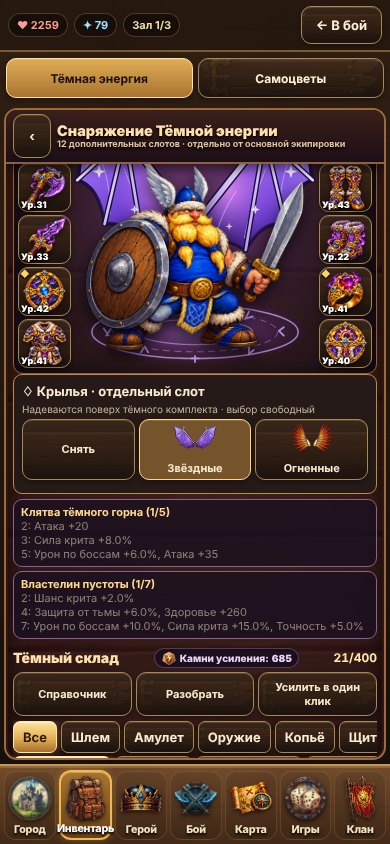 2259
79
Зал 1/3
← В бой
Тёмная энергия
Самоцветы
‹
Снаряжение Тёмной энергии
12 дополнительных слотов · отдельно от основной экипировки
Ур.31
Ур.43
Ур.33
Ур.22
Ур.42
Ур.41
Ур.41
Ур.40
◇ Крылья · отдельный слот
Надеваются поверх тёмного комплекта · выбор свободный
Снять
Звёздные
Огненные
Клятва тёмного горна (1/5)
2: Атака +20
3: Сила крита +8.0%
5: Урон по боссам +6.0%, Атака +35
Властелин пустоты (1/7)
2: Шанс крита +2.0%
4: Защита от тьмы +6.0%, Здоровье +260
7: Урон по боссам +10.0%, Сила крита +15.0%, Точность +5.0%
Тёмный склад
Камни усиления: 685
21/400
Справочник
Разобрать
Усилить в один
клик
Все
Шлем
Амулет
Оружие
Копьё
Щит
Город
Инвентарь
Герой
Бой
Карта
Игры
Клан